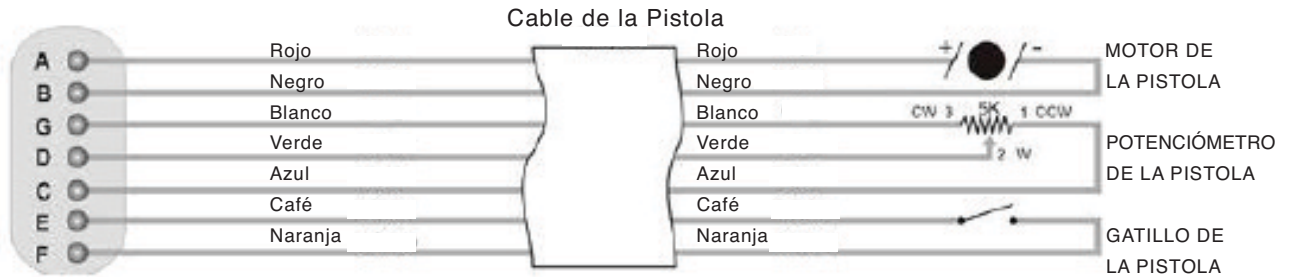 Cable de la Pistola
A Rojo Rojo + - MOTOR DE
B Negro Negro LA PISTOLA
G Blanco Blanco CW 3 5K 1 CCW
D Verde Verde 2 W POTENCIÓMETRO
C Azul Azul DE LA PISTOLA
E Café Café
F Naranja Naranja GATILLO DE
LA PISTOLA